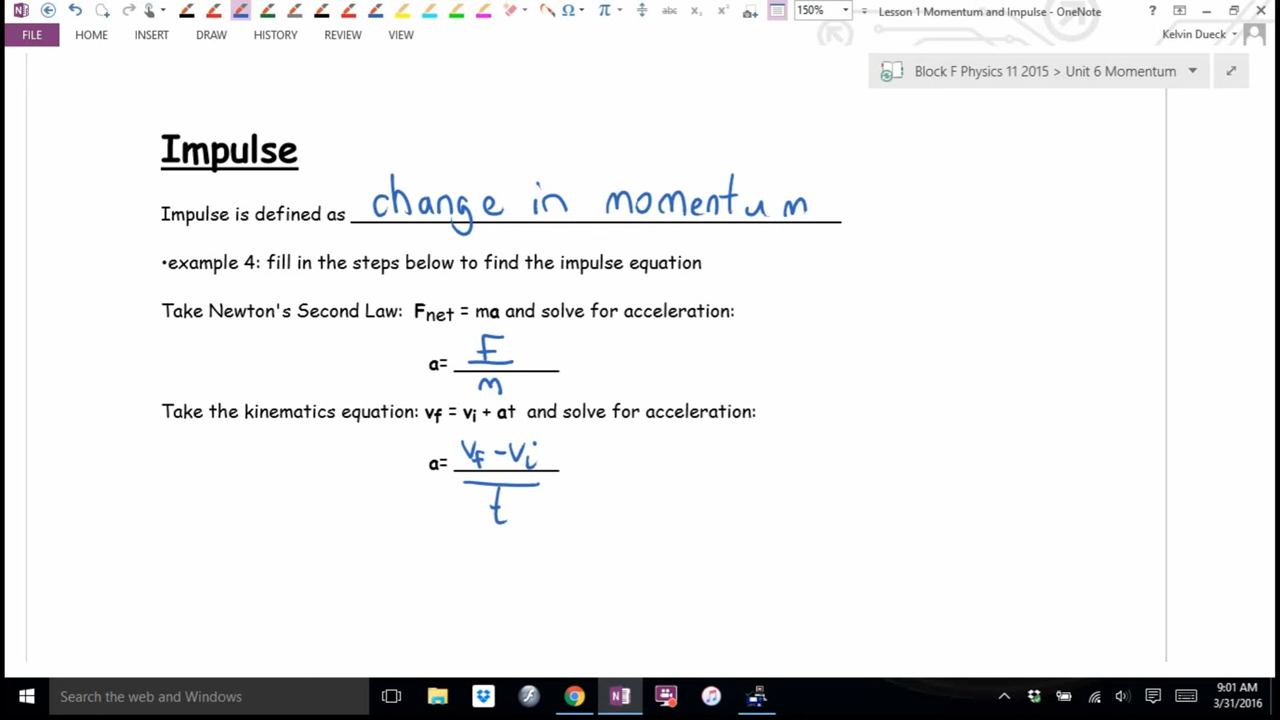 150%
Lesson 1 Momentum and Impulse - OneNote
FILE HOME INSERT DRAW HISTORY REVIEW VIEW
Kelvin Dueck
Block F Physics 11 2015 > Unit 6 Momentum
Impulse
Impulse is defined as change in momentum
•example 4: fill in the steps below to find the impulse equation
Take Newton's Second Law: Fnet = ma and solve for acceleration:
a= F
m
Take the kinematics equation: vf = vi + at and solve for acceleration:
a= vf - vi
t
Search the web and Windows
9:01 AM
3/31/2016